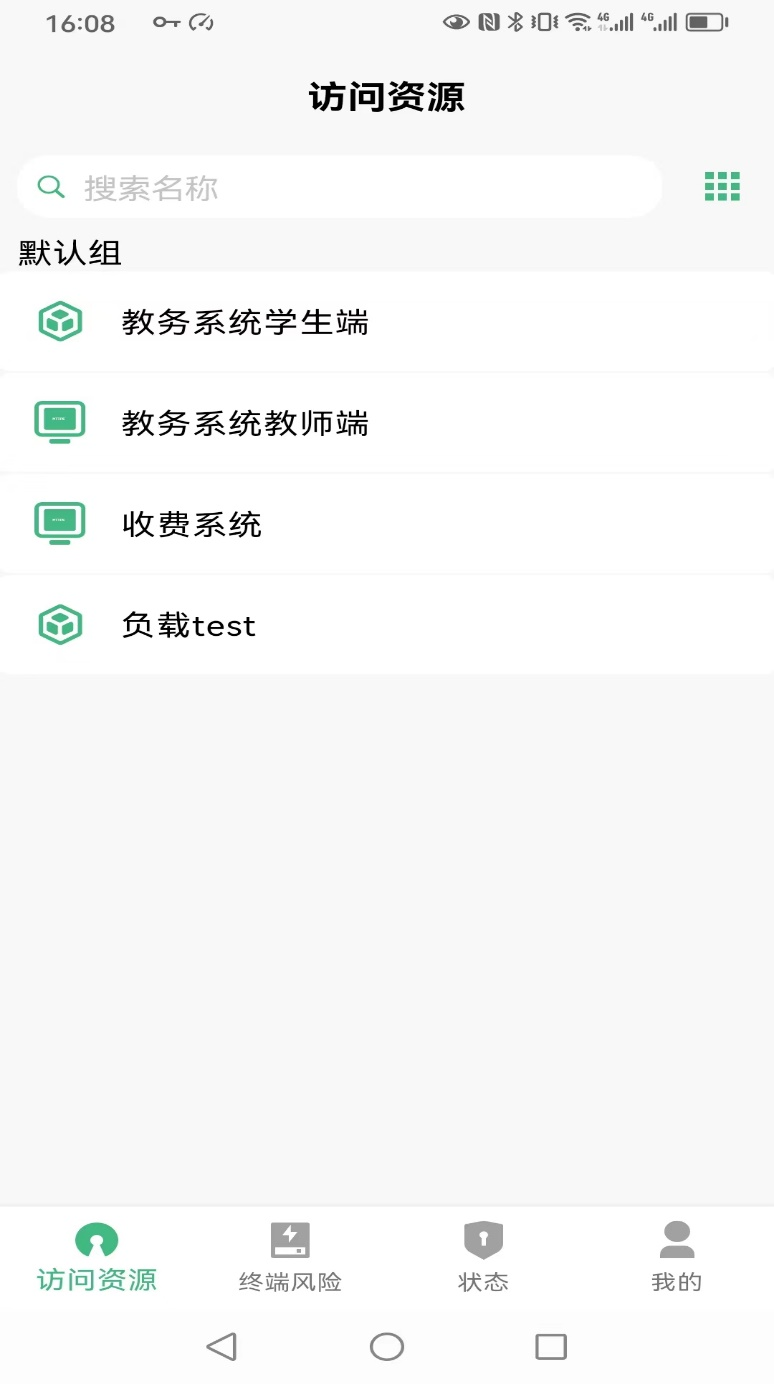 16:08
4G
4G
访问资源
搜索名称
默认组
教务系统学生端
教务系统教师端
收费系统
负载test
访问资源
终端风险
状态
我的